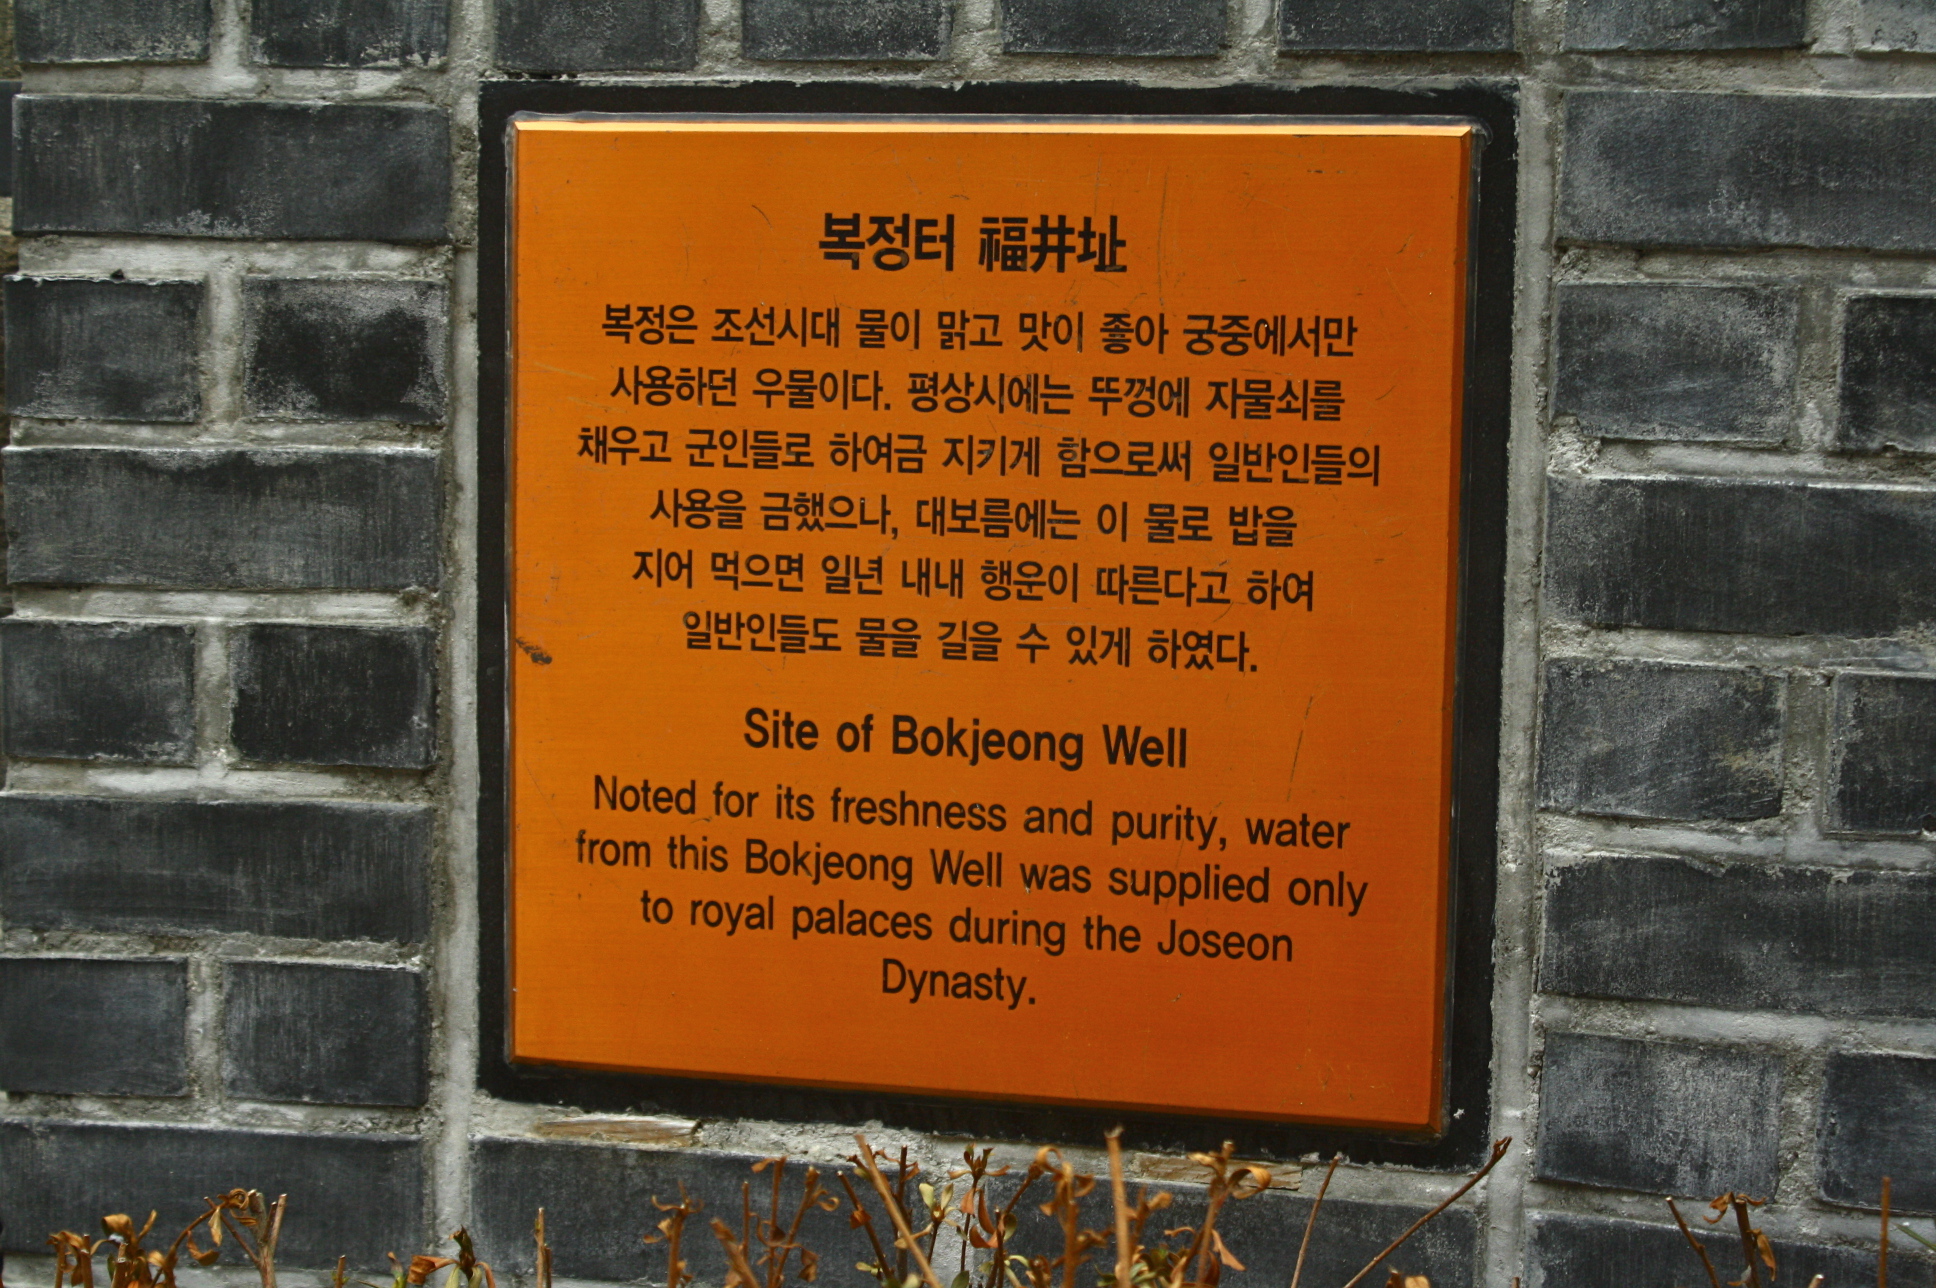 복정터 福井址
복정은 조선시대 물이 맑고 맛이 좋아 궁중에서만
사용하던 우물이다. 평상시에는 뚜껑에 자물쇠를
채우고 군인들로 하여금 지키게 함으로써 일반인들의
사용을 금했으나, 대보름에는 이 물로 밥을
지어 먹으면 일년 내내 행운이 따른다고 하여
일반인들도 물을 길을 수 있게 하였다.
Site of Bokjeong Well
Noted for its freshness and purity, water
from this Bokjeong Well was supplied only
to royal palaces during the Joseon
Dynasty.